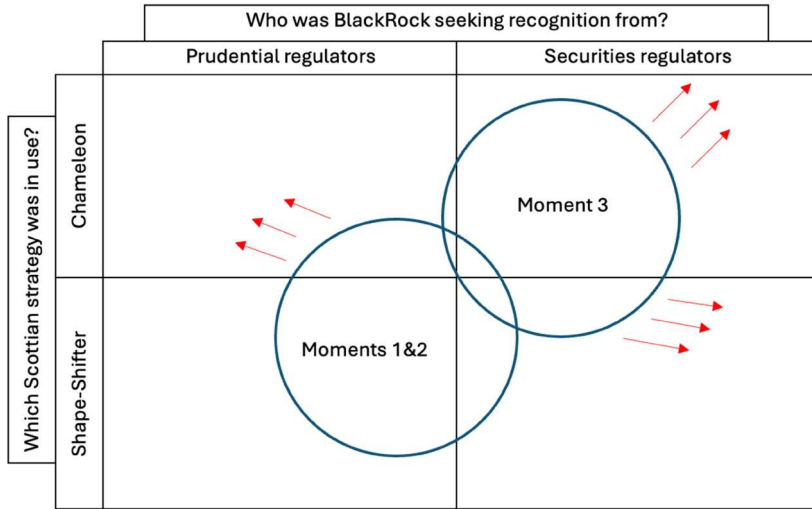 Who was BlackRock seeking recognition from?
Prudential regulators
Securities regulators
Which Scottian strategy was in use?
Chameleon
Shape-Shifter
Moment 3
Moments 1&2